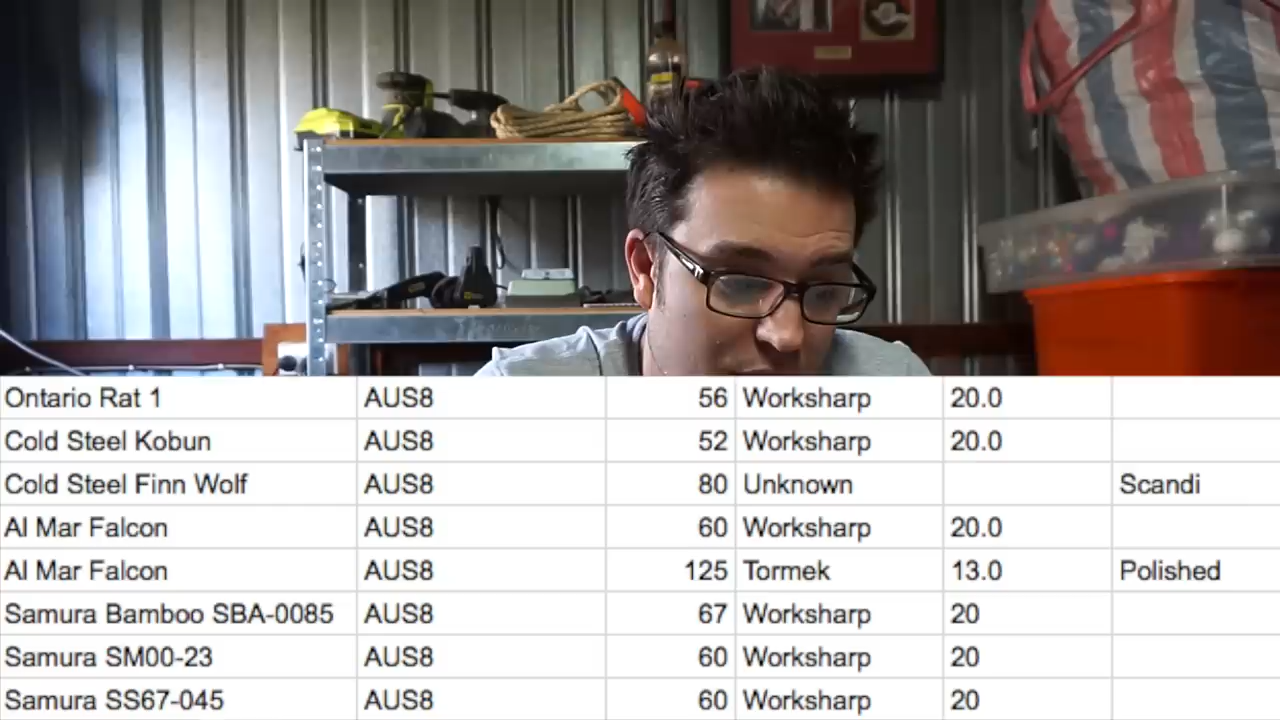 Ontario Rat 1 AUS8 56 Worksharp 20.0
Cold Steel Kobun AUS8 52 Worksharp 20.0
Cold Steel Finn Wolf AUS8 80 Unknown Scandi
Al Mar Falcon AUS8 60 Worksharp 20.0
Al Mar Falcon AUS8 125 Tormek 13.0 Polished
Samura Bamboo SBA-0085 AUS8 67 Worksharp 20
Samura SM00-23 AUS8 60 Worksharp 20
Samura SS67-045 AUS8 60 Worksharp 20